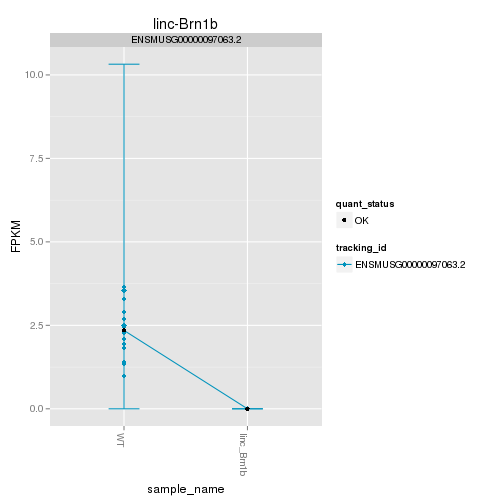 linc-Brn1b
ENSMUSG00000097063.2
10.0
7.5
5.0
2.5
0.0
FPKM
WT
linc_Brn1b
sample_name
quant_status
OK
tracking_id
ENSMUSG00000097063.2